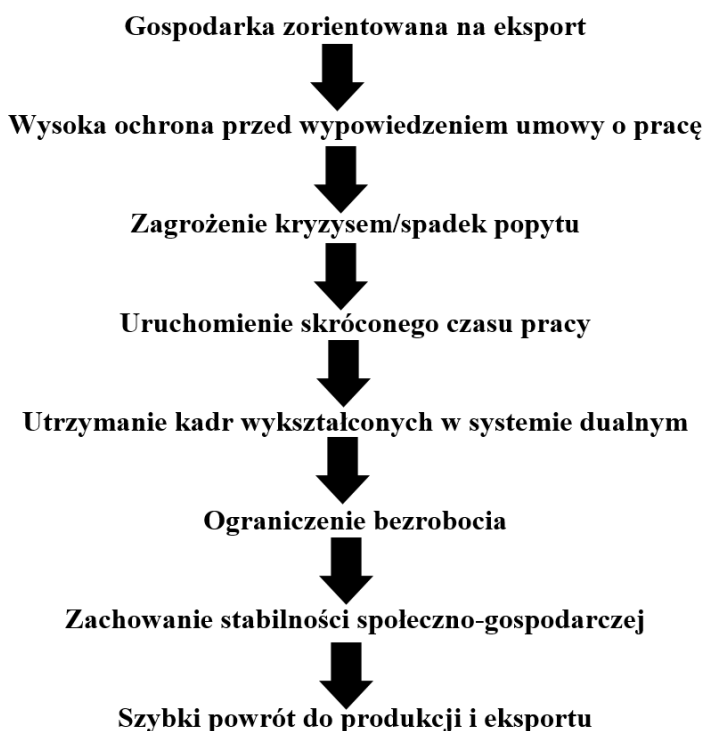 Gospodarka zorientowana na eksport
Wysoka ochrona przed wypowiedzeniem umowy o pracę
Zagrożenie kryzysem/spadek popytu
Uruchomienie skróconego czasu pracy
Utrzymanie kadr wykształconych w systemie dualnym
Ograniczenie bezrobocia
Zachowanie stabilności społeczno-gospodarczej
Szybki powrót do produkcji i eksportu